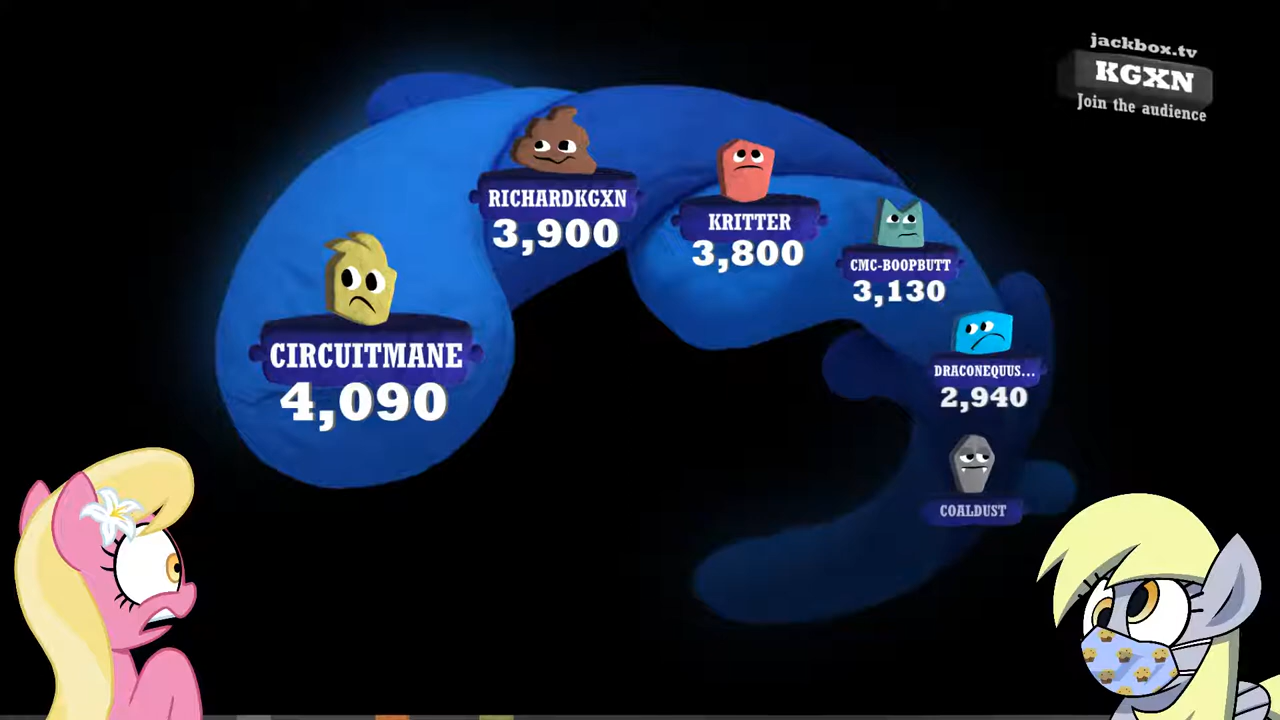 jackbox.tv
KGXN
Join the audience
RICHARDKGXN
3,900
KRITTER
3,800
CMC-BOOPBUTT
3,130
CIRCUITMANE
4,090
DRACONEQUUS...
2,940
COALDUST